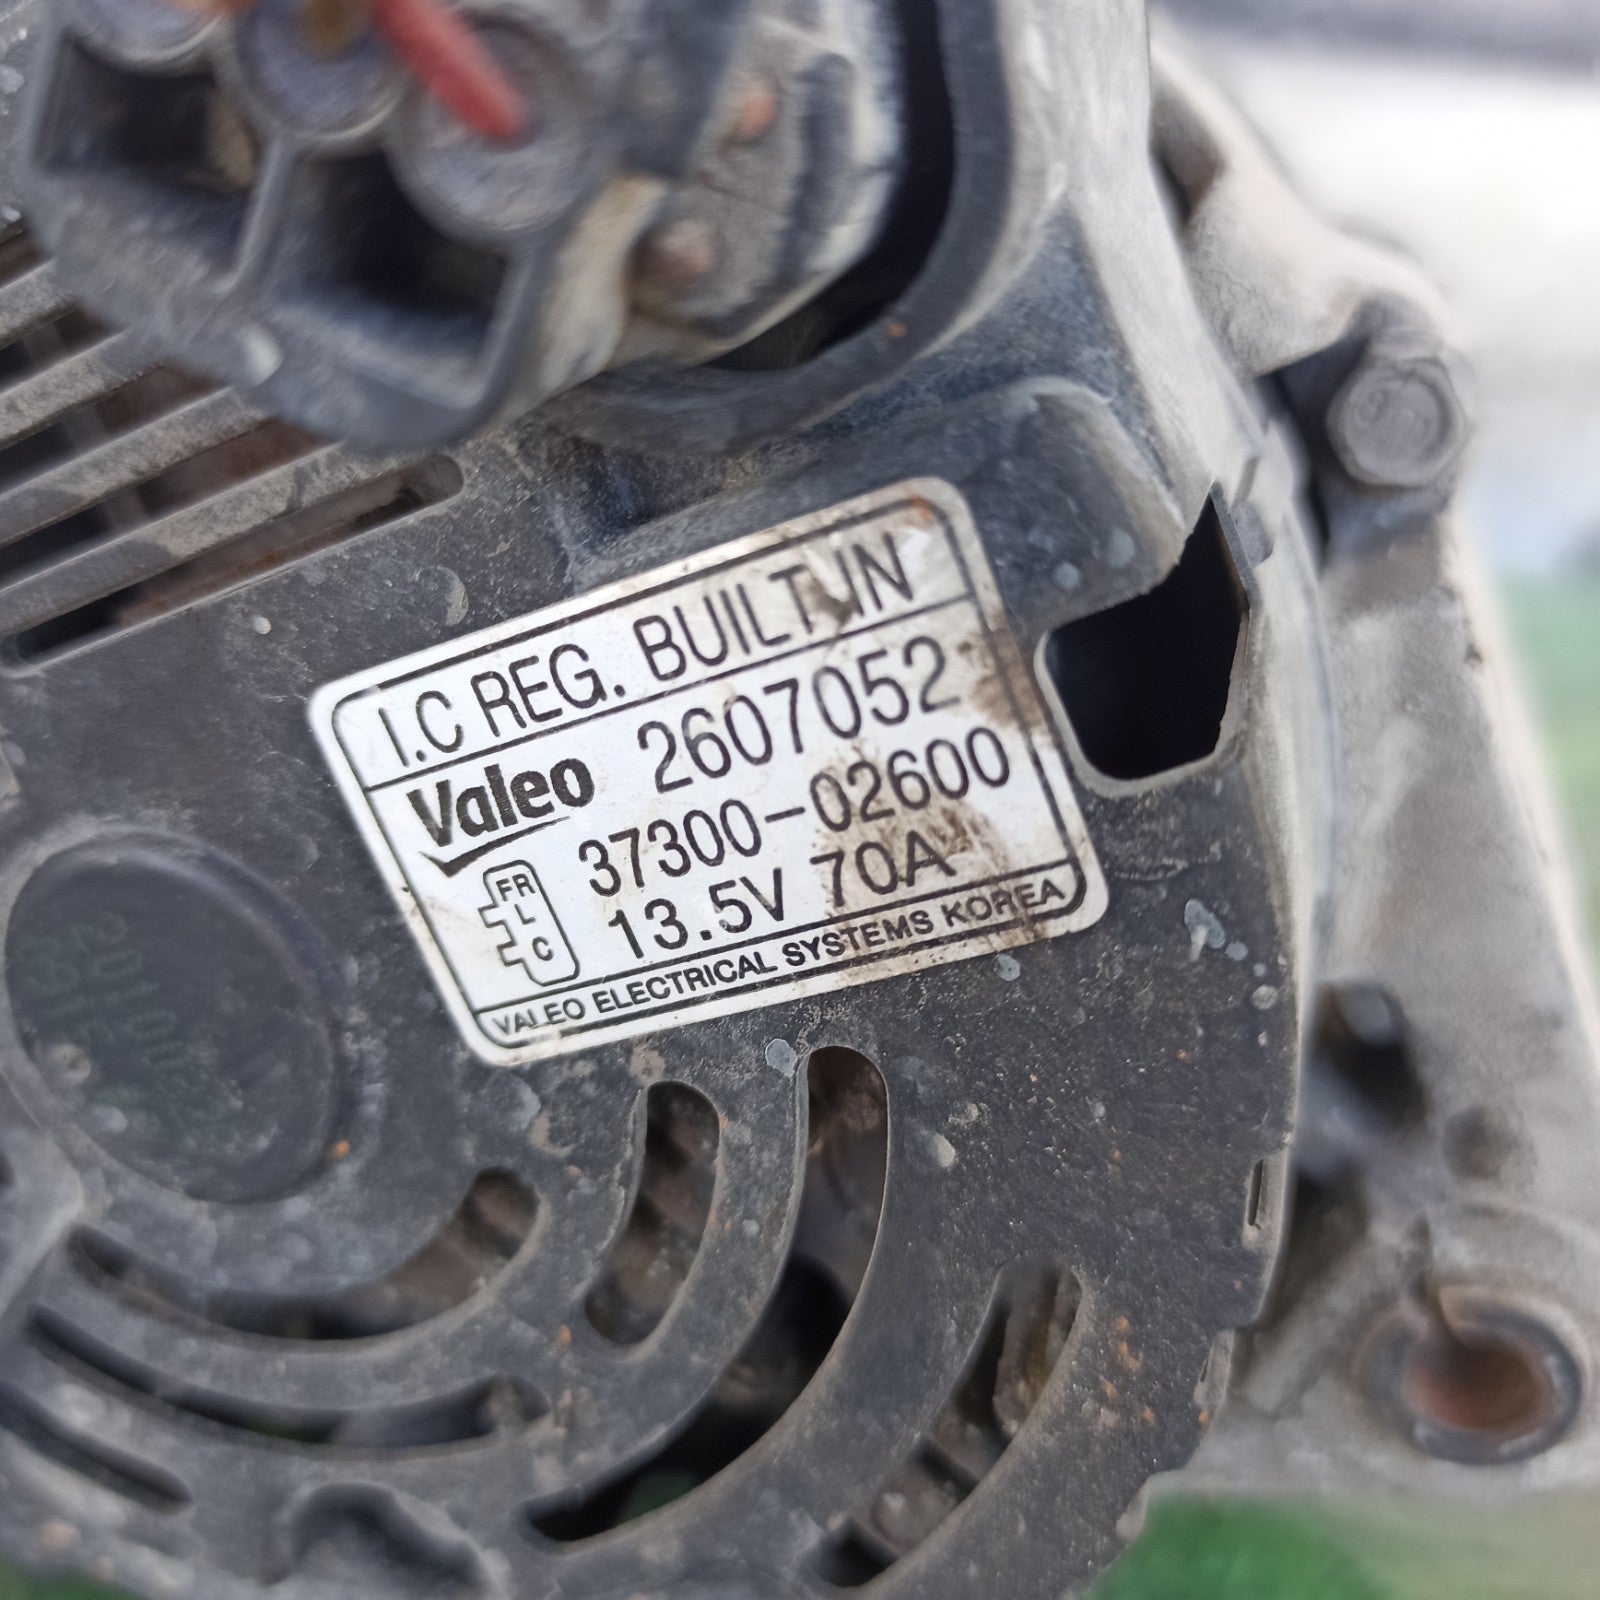 I.C REG. BUILT IN
Valeo 2607052
37300-02600
FR
L
C
13.5V 70A
VALEO ELECTRICAL SYSTEMS KOREA